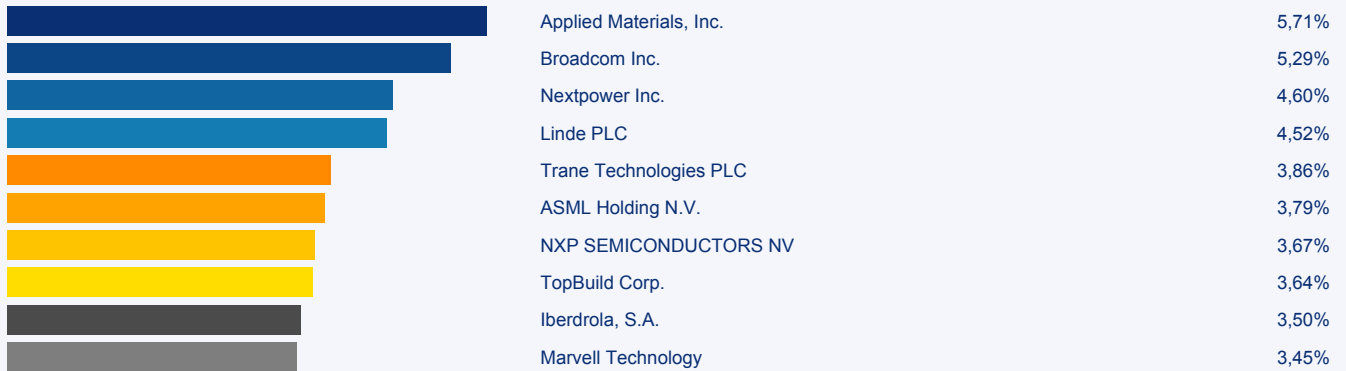 Applied Materials, Inc. 5,71%
Broadcom Inc. 5,29%
Nextpower Inc. 4,60%
Linde PLC 4,52%
Trane Technologies PLC 3,86%
ASML Holding N.V. 3,79%
NXP SEMICONDUCTORS NV 3,67%
TopBuild Corp. 3,64%
Iberdrola, S.A. 3,50%
Marvell Technology 3,45%